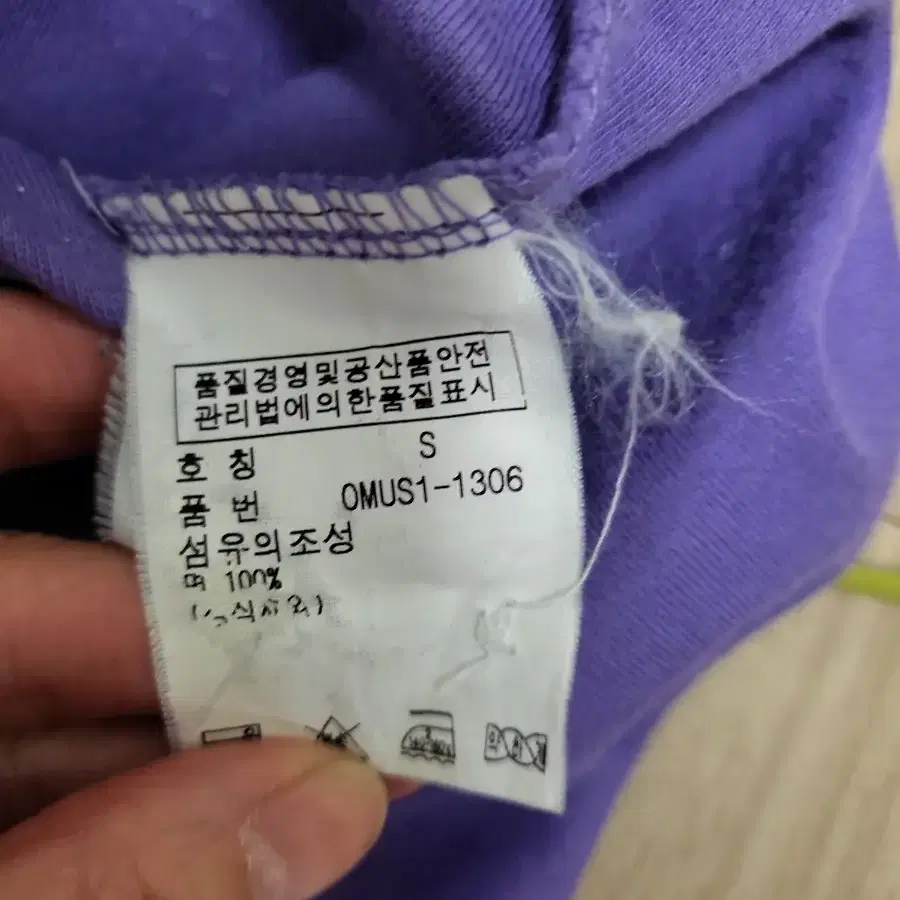 품질경영및공산품안전
관리법에의한품질표시
호 칭 S
품 번 OMUS1-1306
섬유의조성
면 100%